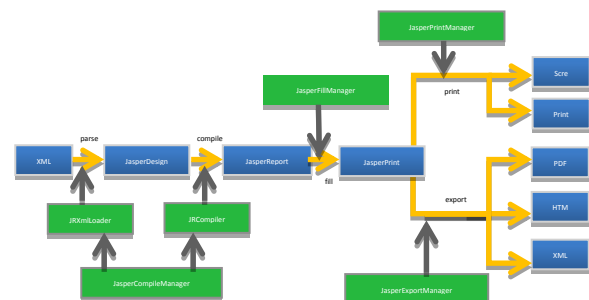 JasperPrintManager
Scre
JasperFillManager
print
Print
parse
compile
XML
JasperDesign
JasperReport
JasperPrint
PDF
fill
export
JRXmlLoader
JRCompiler
HTM
XML
JasperCompileManager
JasperExportManager